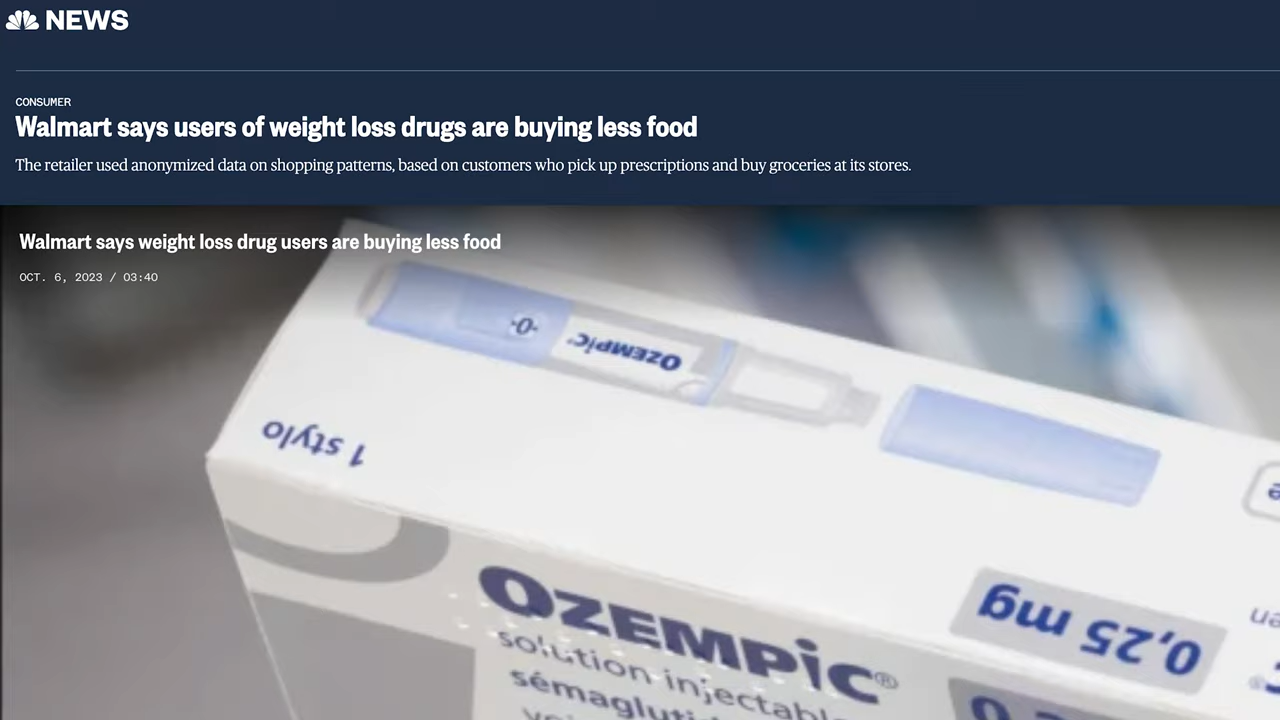 NEWS
CONSUMER
Walmart says users of weight loss drugs are buying less food
The retailer used anonymized data on shopping patterns, based on customers who pick up prescriptions and buy groceries at its stores.
Walmart says weight loss drug users are buying less food
OCT. 6, 2023 / 03:40
-0-
OZEMPIC
1 stylo
OZEMPIC®
0,25 mg
solution injectable